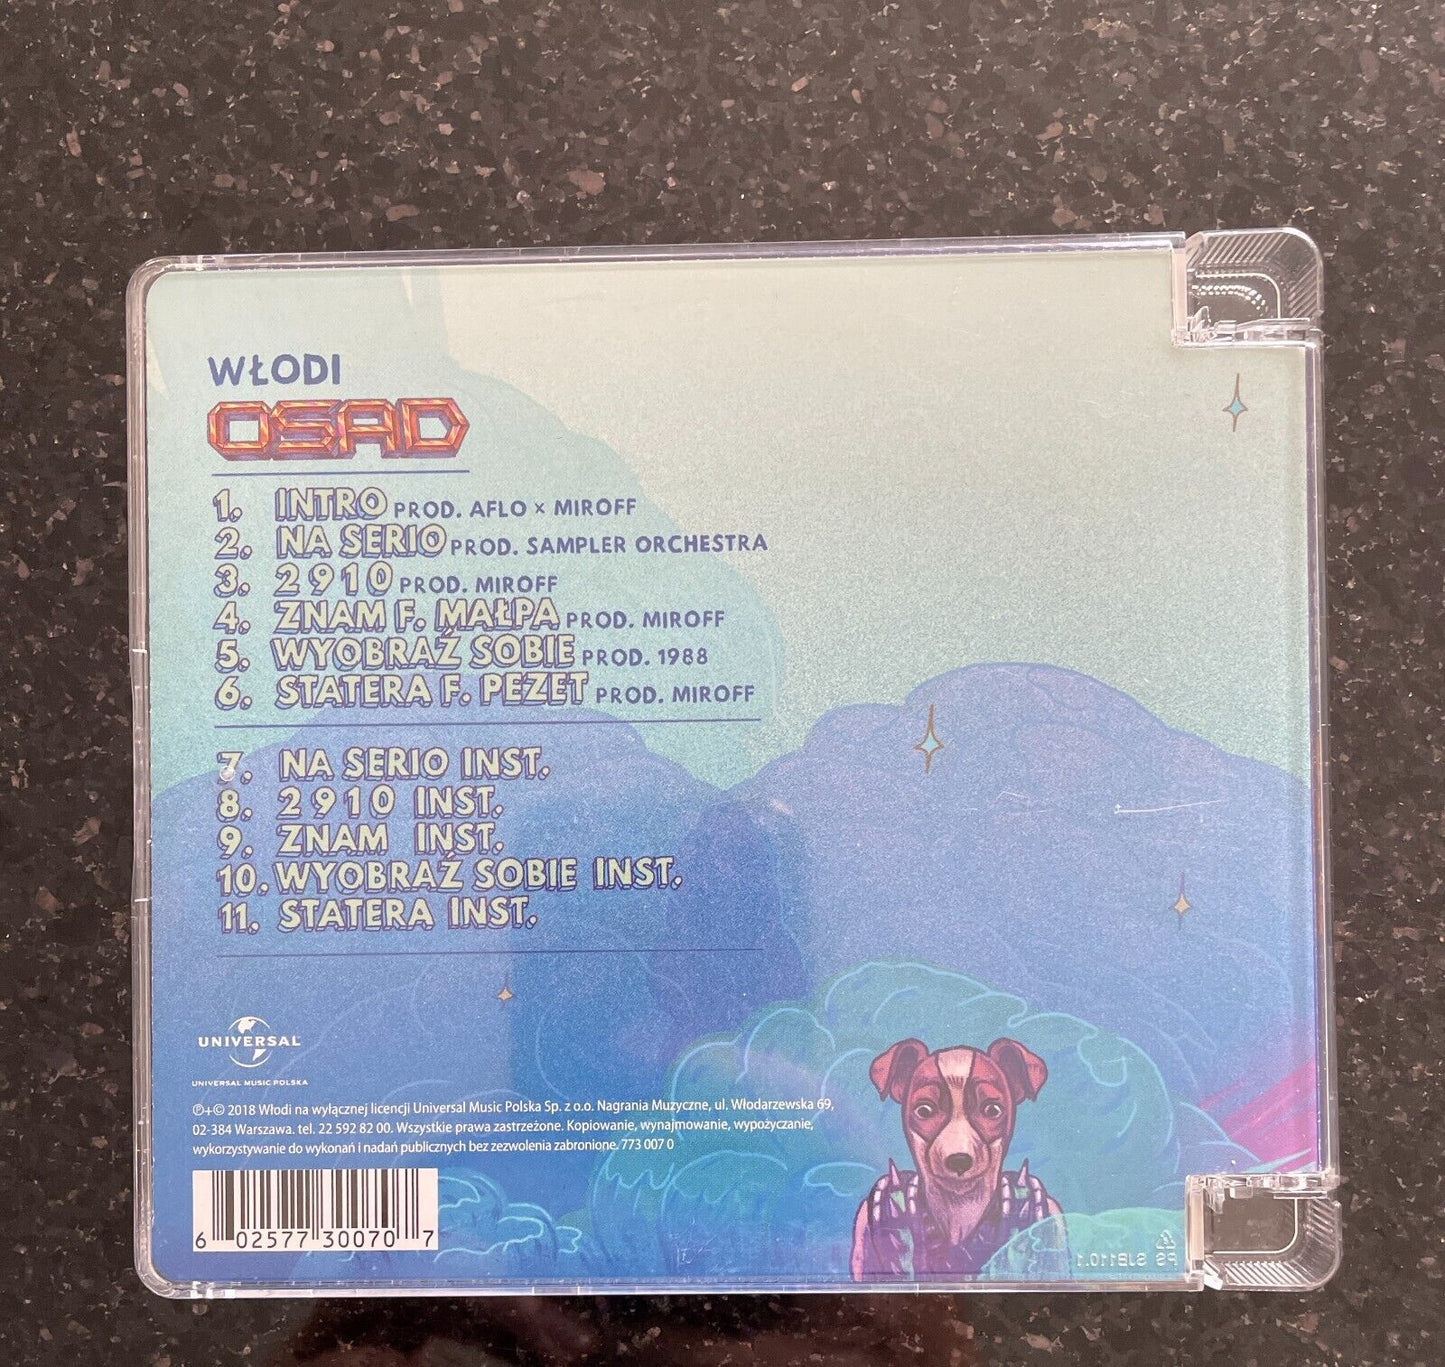 WŁODI
OSAD
1. INTRO PROD. AFLO × MIROFF
2. NA SERIO PROD. SAMPLER ORCHESTRA
3. 2910 PROD. MIROFF
4. ZNAM F. MAŁPA PROD. MIROFF
5. WYOBRAŹ SOBIE PROD. 1988
6. STATERA F. PEZET PROD. MIROFF
7. NA SERIO INST.
8. 2910 INST.
9. ZNAM INST.
10. WYOBRAŹ SOBIE INST.
11. STATERA INST.
UNIVERSAL
UNIVERSAL MUSIC POLSKA
℗+© 2018 Włodi na wyłącznej licencji Universal Music Polska Sp. z o.o. Nagrania Muzyczne, ul. Włodarzewska 69,
02-384 Warszawa. tel. 22 592 82 00. Wszystkie prawa zastrzeżone. Kopiowanie, wynajmowanie, wypożyczanie,
wykorzystywanie do wykonań i nadań publicznych bez zezwolenia zabronione. 773 007 0
6 02577 30070 7
PS SJB110.1